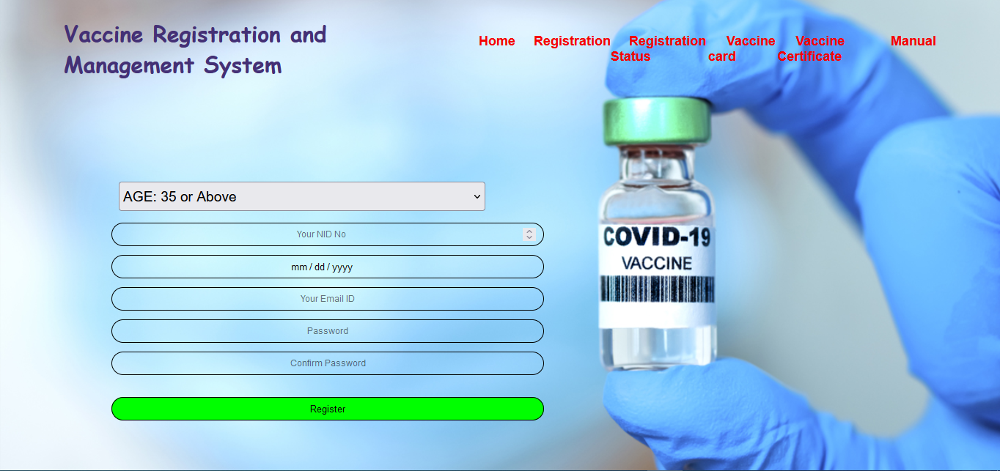 Vaccine Registration and
Management System
Home Registration Registration Status Vaccine card Vaccine Certificate Manual
AGE: 35 or Above
Your NID No
mm / dd / yyyy
Your Email ID
Password
Confirm Password
Register
COVID-19
VACCINE